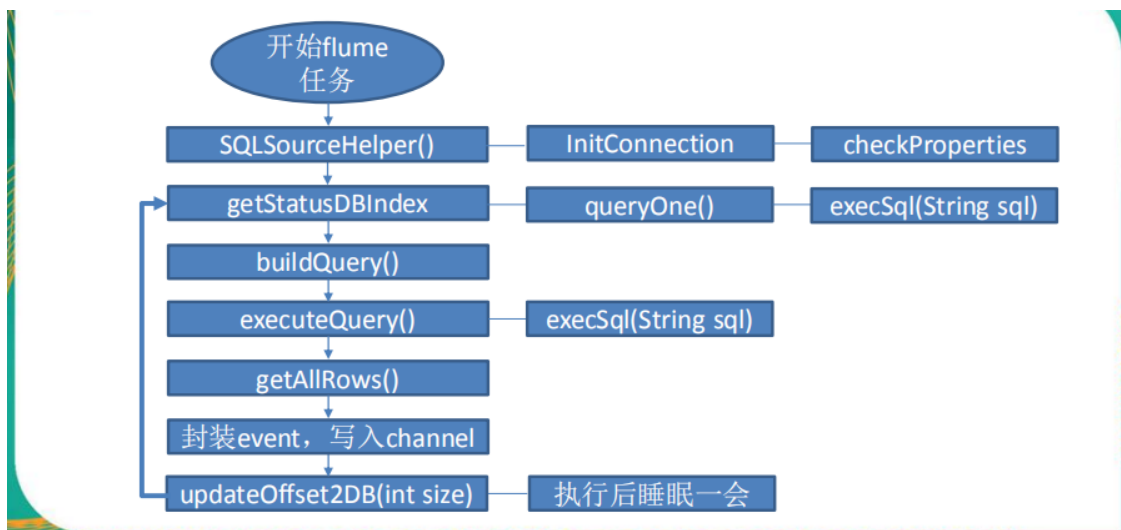 开始flume
任务
SQLSourceHelper()
InitConnection
checkProperties
getStatusDBIndex
queryOne()
execSql(String sql)
buildQuery()
executeQuery()
execSql(String sql)
getAllRows()
封装event，写入channel
updateOffset2DB(int size)
执行后睡眠一会